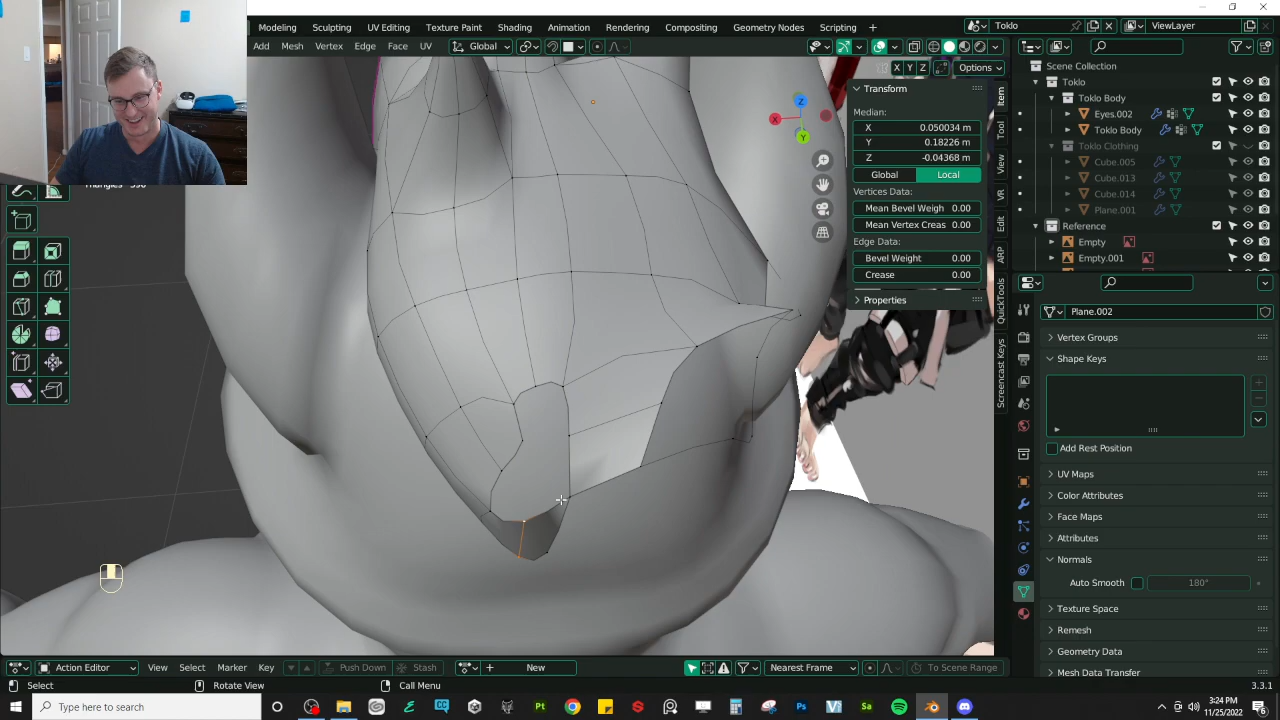 Modeling Sculpting UV Editing Texture Paint Shading Animation Rendering Compositing Geometry Nodes Scripting + Toklo ViewLayer
Add Mesh Vertex Edge Face UV Global
X Y Z Options
Transform
Median:
X 0.050034 m
Y 0.18226 m
Z -0.04368 m
Global Local
Vertices Data:
Mean Bevel Weigh 0.00
Mean Vertex Creas 0.00
Edge Data:
Bevel Weight 0.00
Crease 0.00
Properties
Item
Tool
View
VR
Edit
ARP
QuickTools
Screencast Keys
Z
X
Y
Scene Collection
Toklo
Toklo Body
Eyes.002
Toklo Body
Toklo Clothing
Cube.005
Cube.013
Cube.014
Plane.001
Reference
Empty
Empty.001
Plane.002
Vertex Groups
Shape Keys
Add Rest Position
UV Maps
Color Attributes
Face Maps
Attributes
Normals
Auto Smooth 180°
Texture Space
Remesh
Geometry Data
Mesh Data Transfer
Action Editor View Select Marker Key Push Down Stash New Nearest Frame To Scene Range
Select Rotate View Call Menu 3.3.1
Type here to search
3:24 PM
11/25/2022